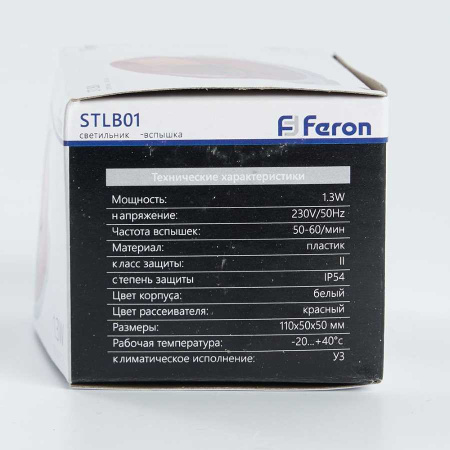 STLB01
светильник -вспышка
Feron
Технические характеристики
Мощность: 1.3W
напряжение: 230V/50Hz
Частота вспышек: 50-60/мин
Материал: пластик
класс защиты: II
степень защиты IP54
Цвет корпуса: белый
Цвет рассеивателя: красный
Размеры: 110x50x50 мм
Рабочая температура: -20...+40°c
климатическое исполнение: У3